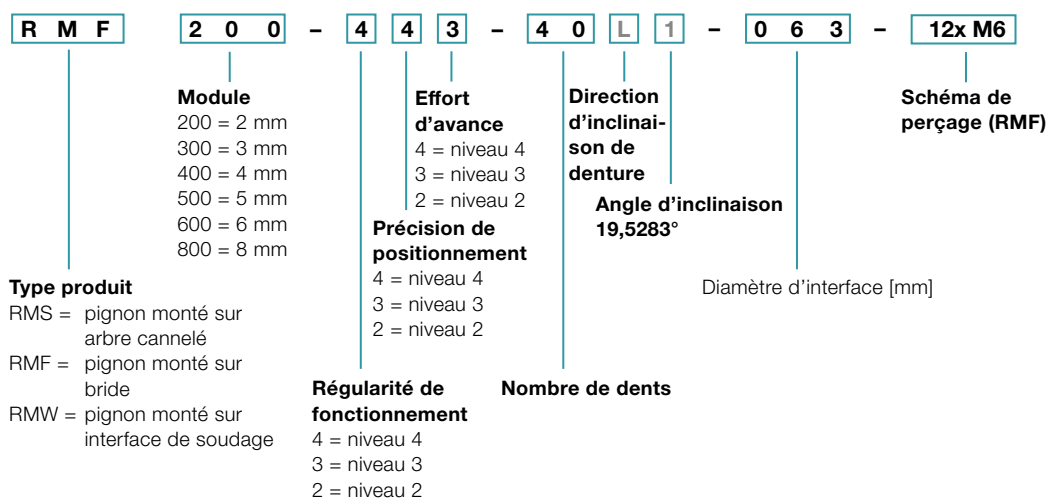 R M F 2 0 0 – 4 4 3 – 4 0 L 1 – 0 6 3 – 12x M6
Module
200 = 2 mm
300 = 3 mm
400 = 4 mm
500 = 5 mm
600 = 6 mm
800 = 8 mm
Effort
d’avance
4 = niveau 4
3 = niveau 3
2 = niveau 2
Direction
d’inclinai-
son de
denture
Schéma de
perçage (RMF)
Angle d’inclinaison
19,5283°
Précision de
positionnement
4 = niveau 4
3 = niveau 3
2 = niveau 2
Diamètre d’interface [mm]
Type produit
RMS = pignon monté sur
arbre cannelé
RMF = pignon monté sur
bride
RMW = pignon monté sur
interface de soudage
Régularité de
fonctionnement
4 = niveau 4
3 = niveau 3
2 = niveau 2
Nombre de dents